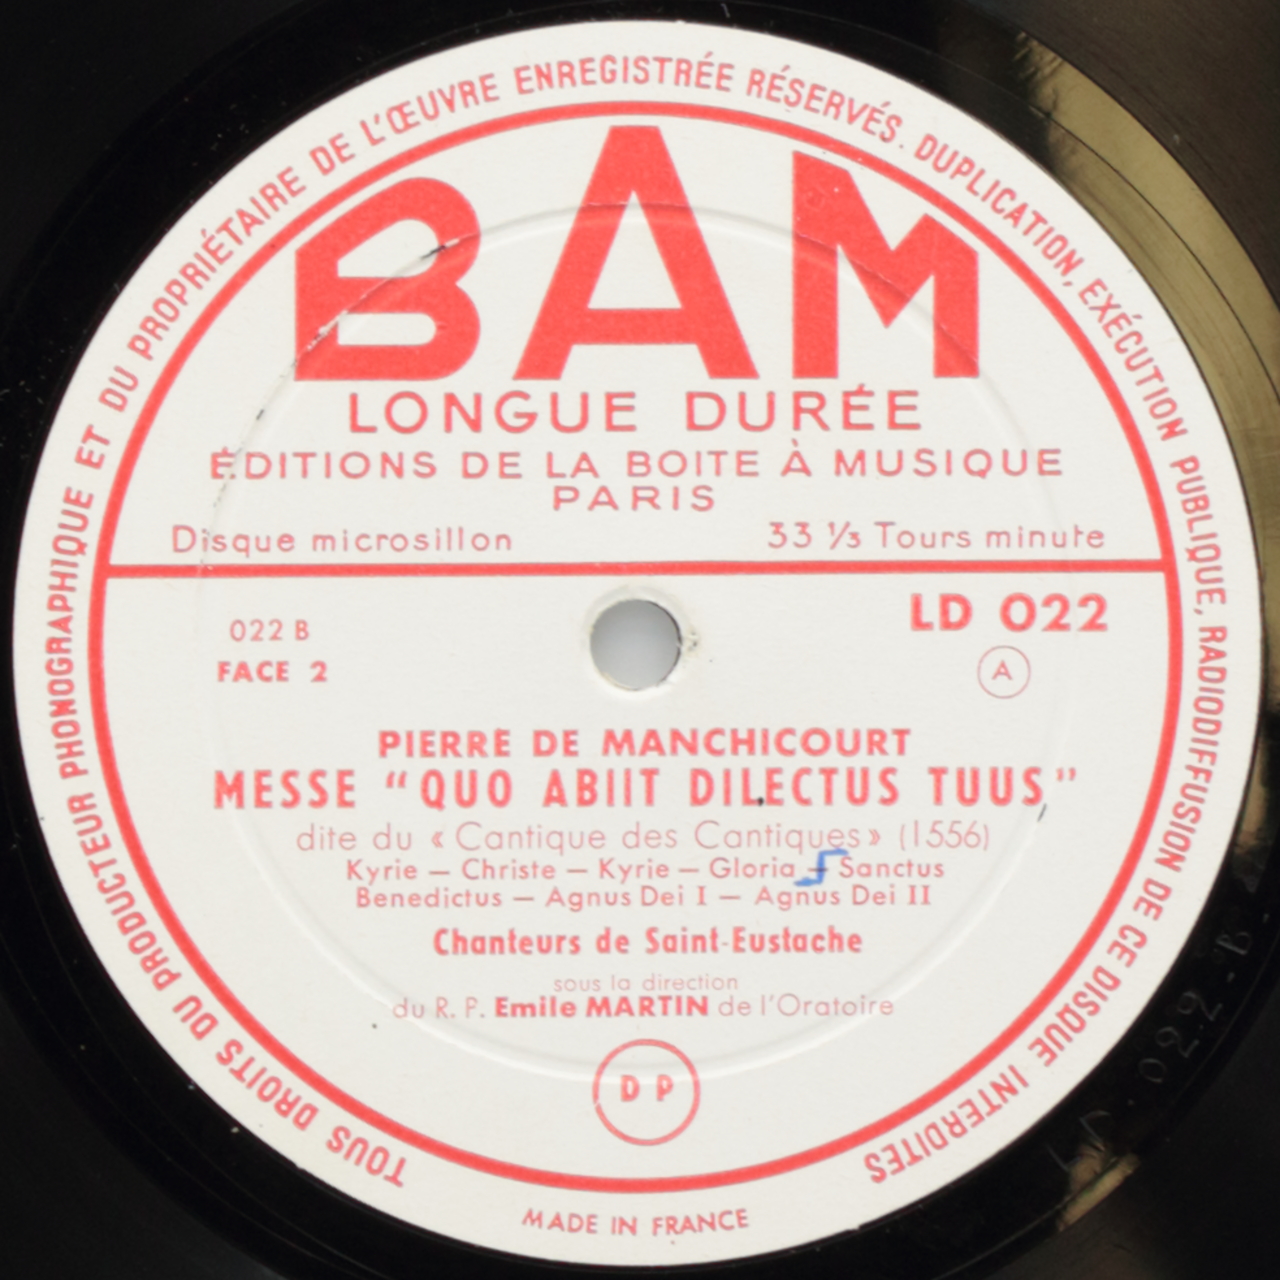 TOUS DROITS DU PRODUCTEUR PHONOGRAPHIQUE ET DU PROPRIÉTAIRE DE L'ŒUVRE ENREGISTRÉE RÉSERVÉS. DUPLICATION, EXÉCUTION PUBLIQUE, RADIODIFFUSION DE CE DISQUE INTERDITES
BAM
LONGUE DURÉE
ÉDITIONS DE LA BOITE À MUSIQUE
PARIS
Disque microsillon 33 ⅓ Tours minute
022 B LD 022
FACE 2 A
PIERRE DE MANCHICOURT
MESSE “QUO ABIIT DILECTUS TUUS”
dite du « Cantique des Cantiques » (1556)
Kyrie — Christe — Kyrie — Gloria — Sanctus
Benedictus — Agnus Dei I — Agnus Dei II
Chanteurs de Saint-Eustache
sous la direction
du R. P. Emile MARTIN de l'Oratoire
D P
MADE IN FRANCE
022-B